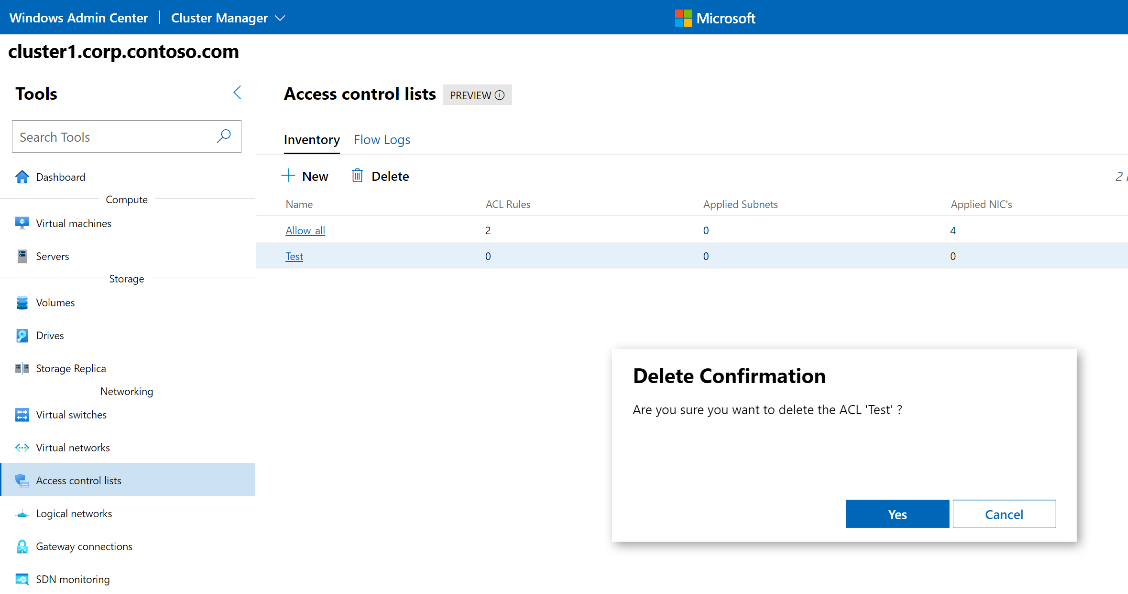 Windows Admin Center | Cluster Manager
Microsoft
cluster1.corp.contoso.com
Tools
Search Tools
Dashboard
Compute
Virtual machines
Servers
Storage
Volumes
Drives
Storage Replica
Networking
Virtual switches
Virtual networks
Access control lists
Logical networks
Gateway connections
SDN monitoring
Access control lists PREVIEW
Inventory Flow Logs
New Delete 2
Name ACL Rules Applied Subnets Applied NIC's
Allow_all 2 0 4
Test 0 0 0
Delete Confirmation
Are you sure you want to delete the ACL 'Test' ?
Yes Cancel